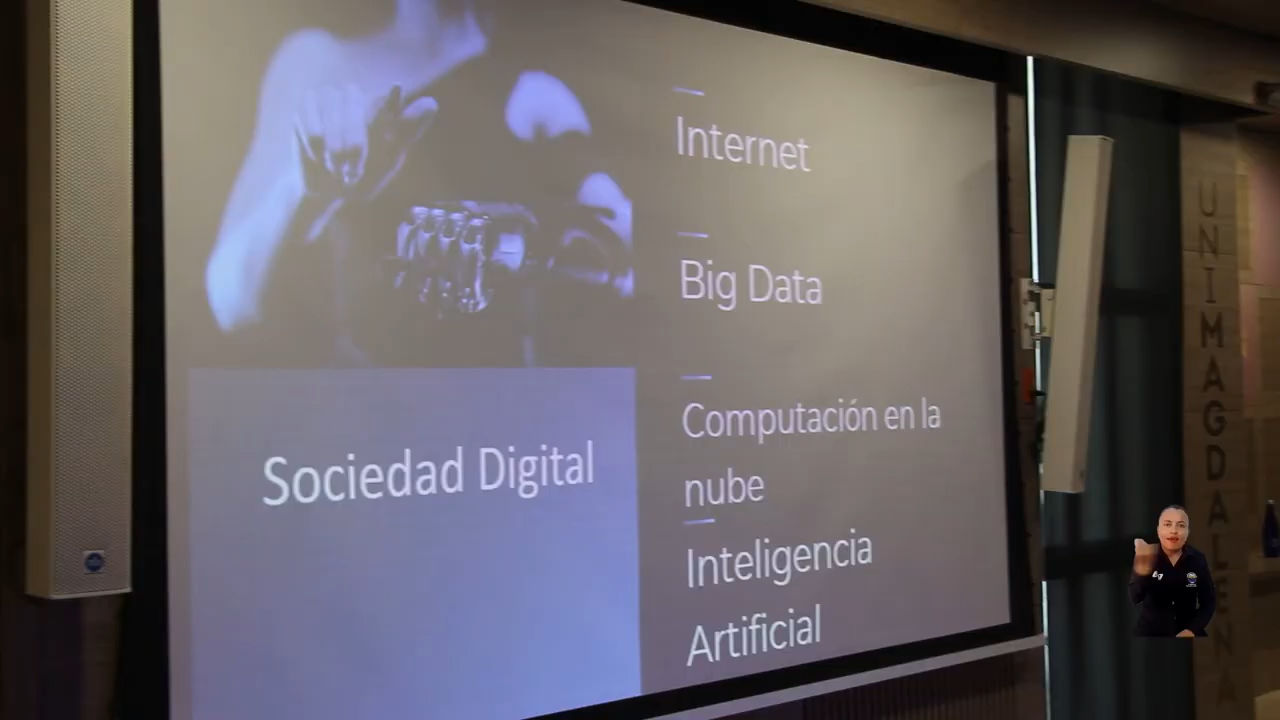 Internet
Big Data
Computación en la
nube
Inteligencia
Artificial
Sociedad Digital
UNIMAGDALENA